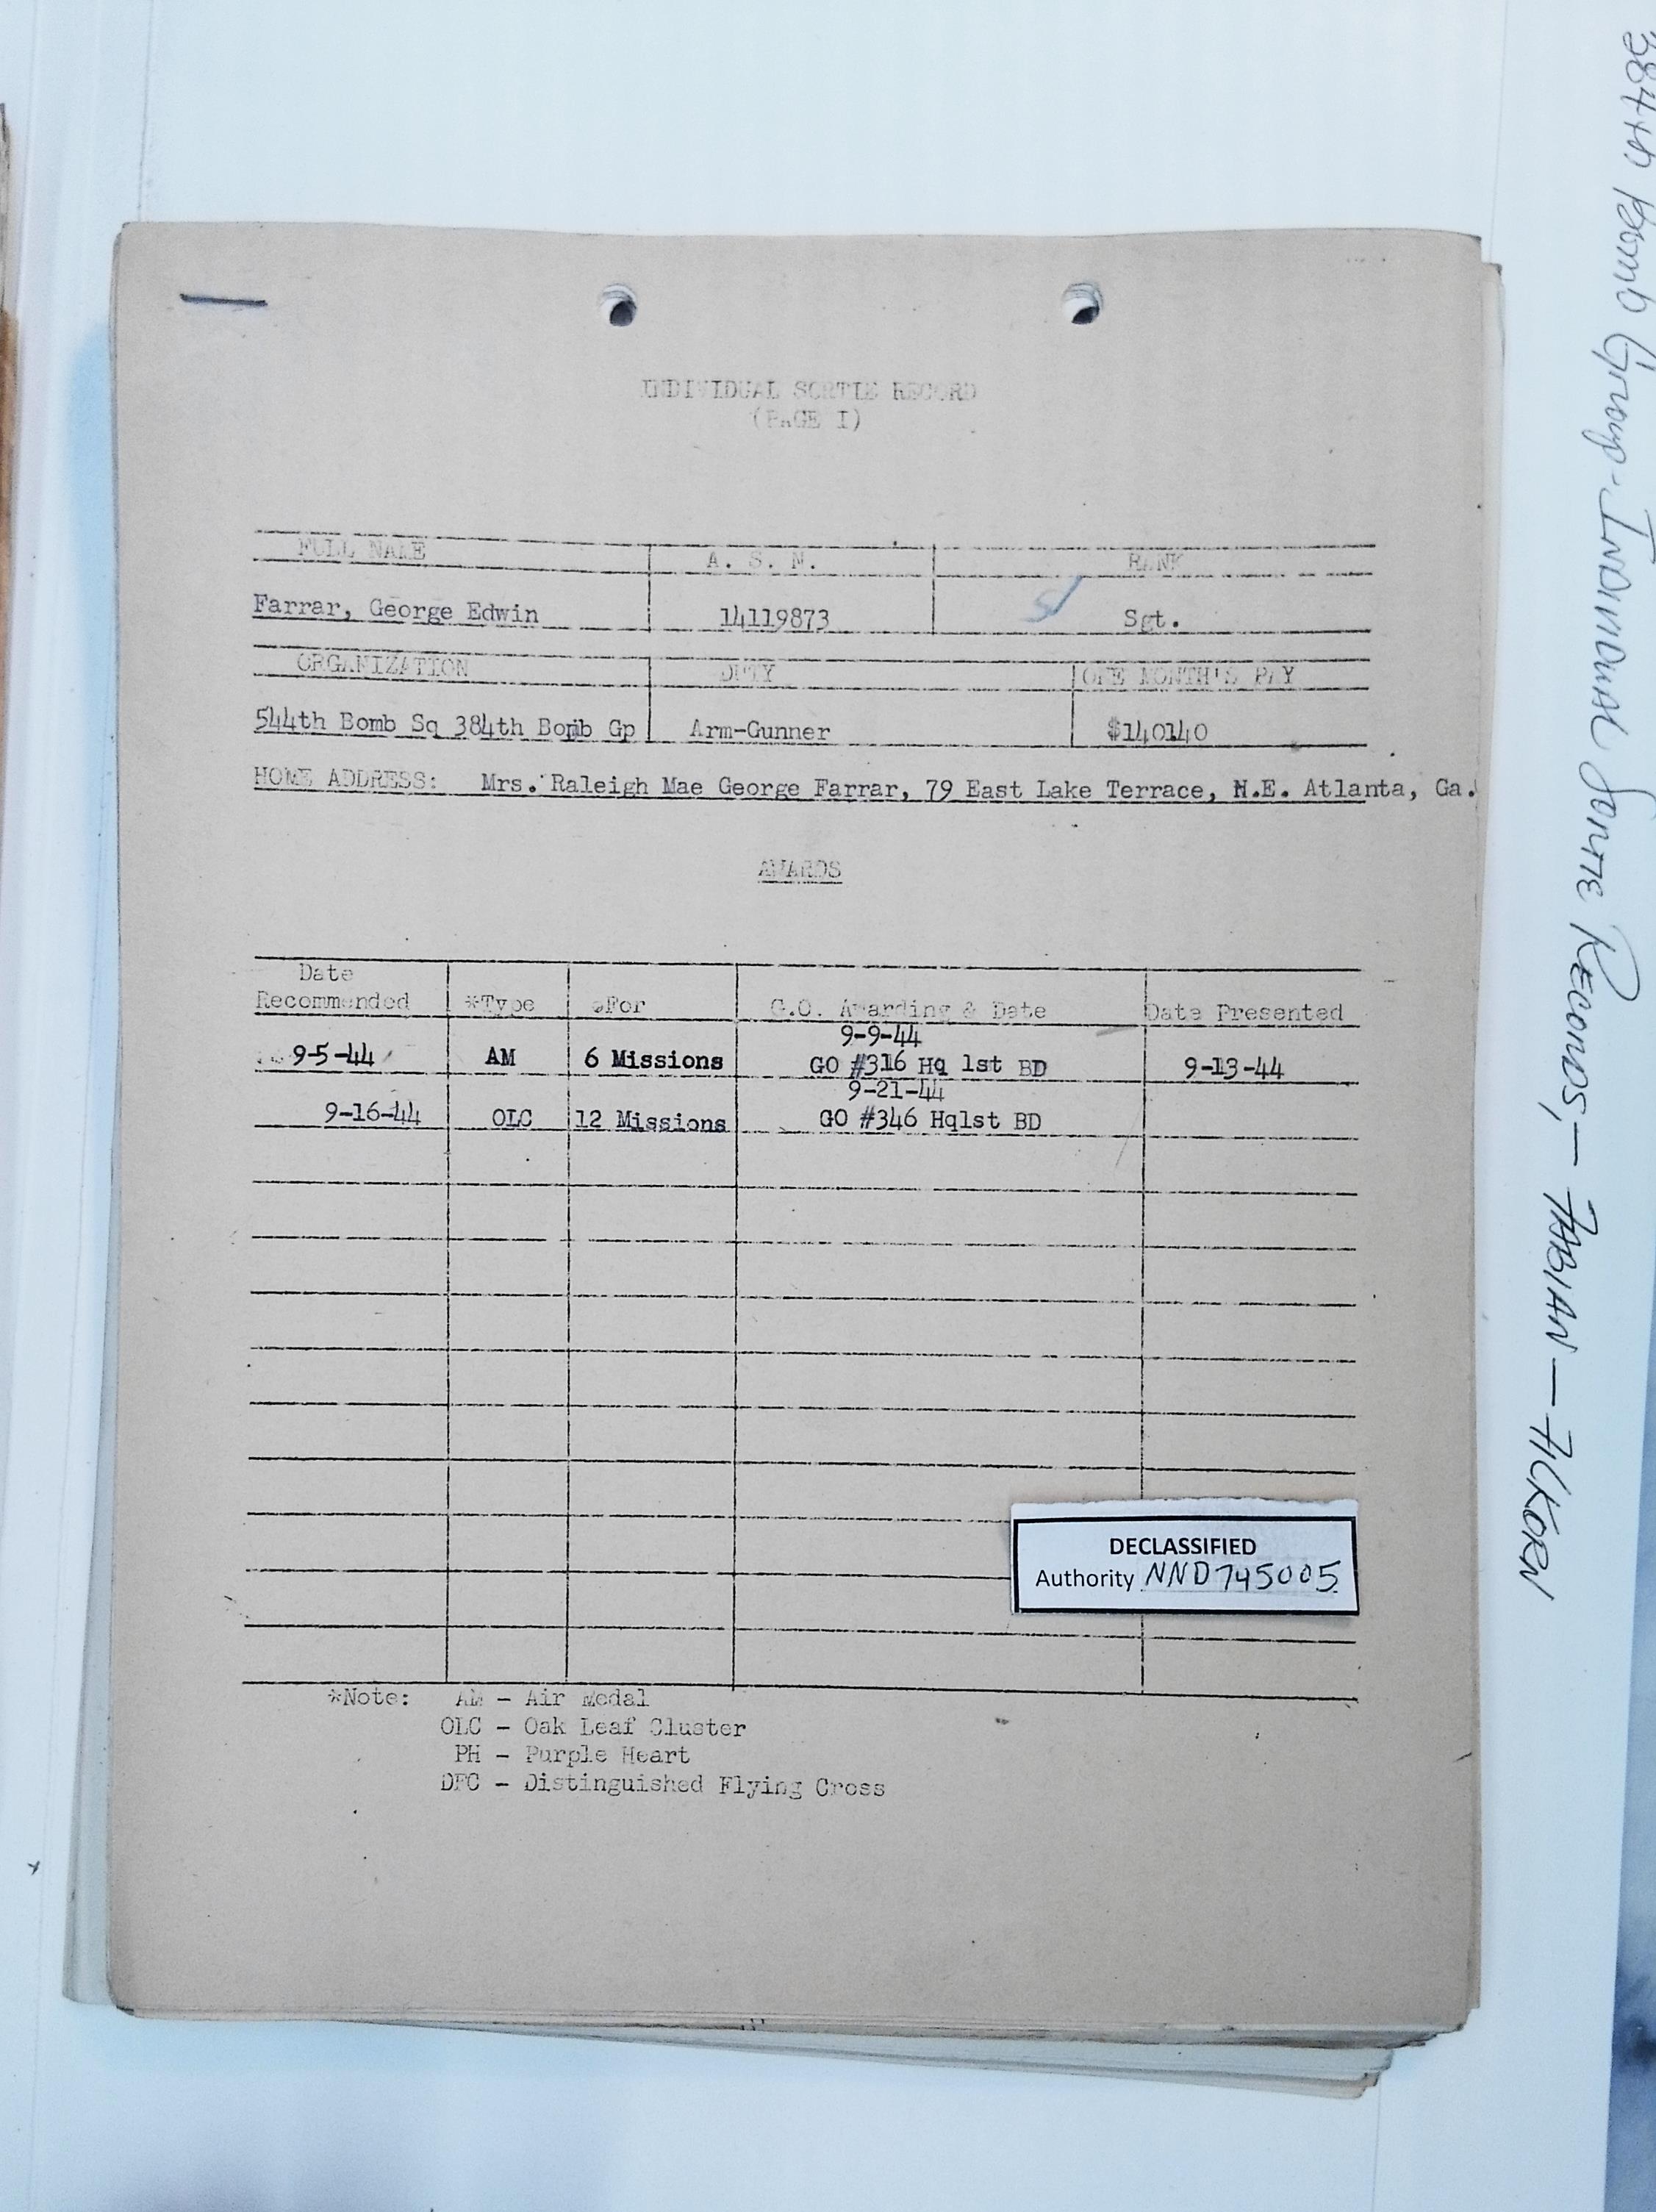 INDIVIDUAL SORTIE RECORD
(PAGE I)
FULL NAME A. S. N. RANK
Farrar, George Edwin 14119873 Sgt.
ORGANIZATION DUTY ONE MONTH'S PAY
544th Bomb Sq 384th Bomb Gp Arm-Gunner $140140
HOME ADDRESS: Mrs. Raleigh Mae George Farrar, 79 East Lake Terrace, N.E. Atlanta, Ga.
AWARDS
Date
Recommended *Type *For G.O. Awarding & Date Date Presented
9-9-44
9-5-44 AM 6 Missions GO #316 Hq 1st BD 9-13-44
9-21-44
9-16-44 OLC 12 Missions GO #346 Hq1st BD
DECLASSIFIED
Authority NND745005
*Note: AM - Air Medal
OLC - Oak Leaf Cluster
PH - Purple Heart
DFC - Distinguished Flying Cross
384th Bomb Group - Individual Sortie Records, - FABIAN - FICKORN